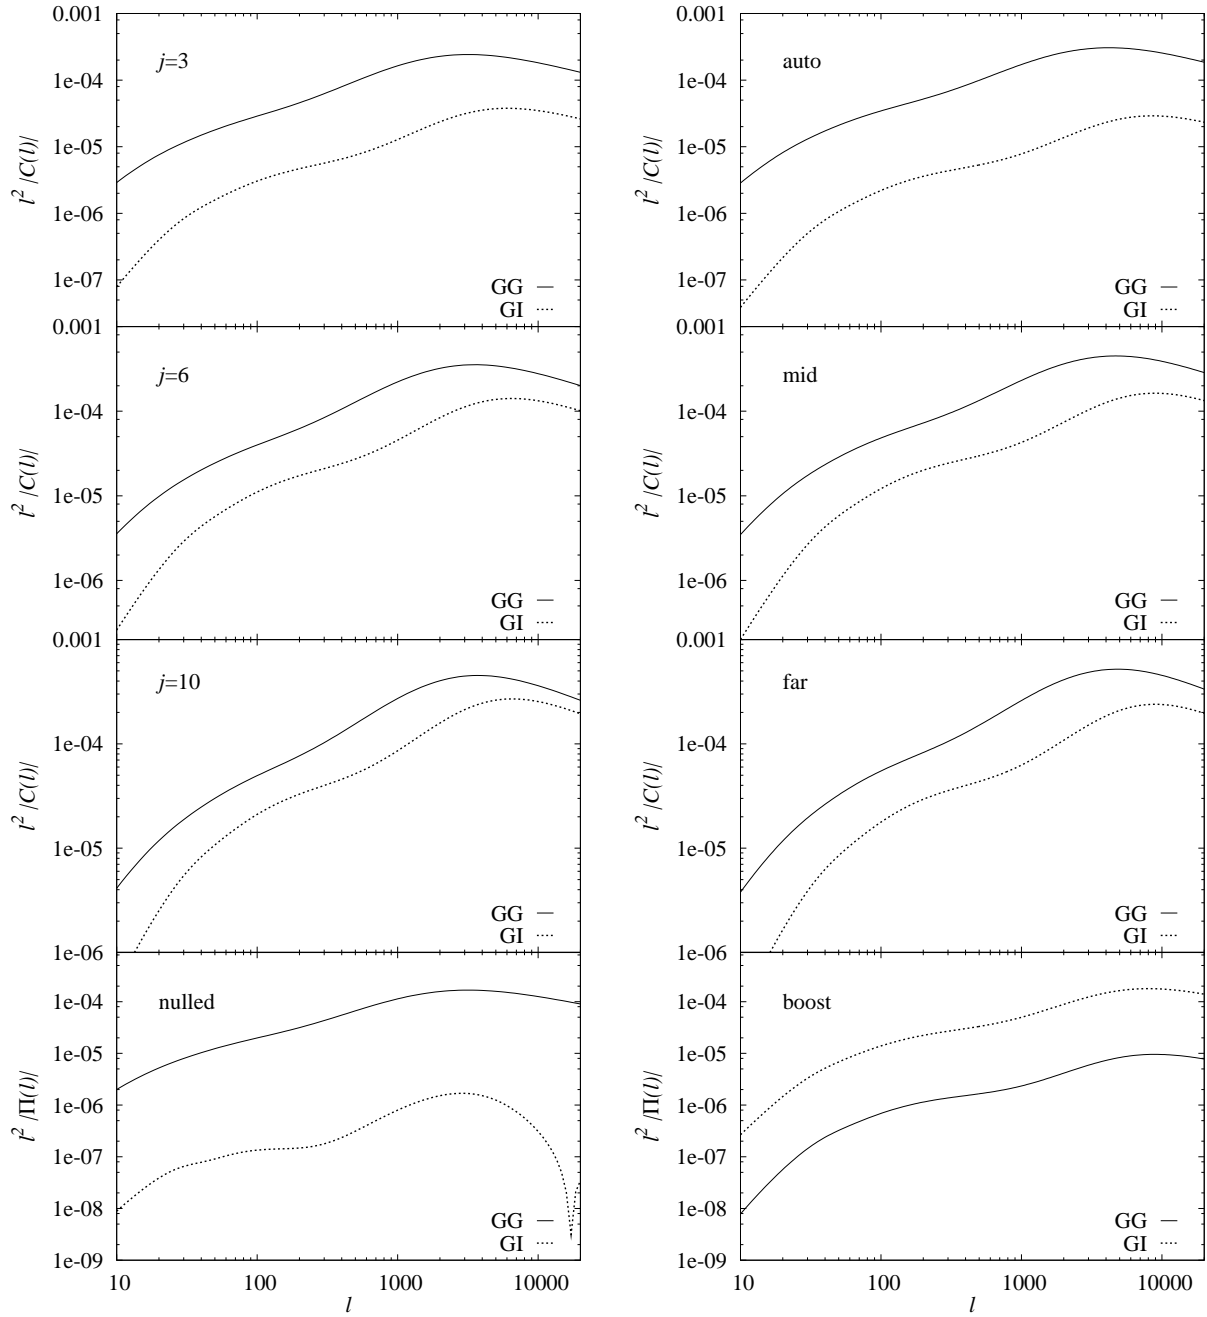 0.001
1e-04
1e-05
1e-06
1e-07
l² |C(l)|
j=3
GG
GI
0.001
1e-04
1e-05
1e-06
1e-07
l² |C(l)|
auto
GG
GI
0.001
1e-04
1e-05
1e-06
l² |C(l)|
j=6
GG
GI
0.001
1e-04
1e-05
1e-06
l² |C(l)|
mid
GG
GI
0.001
1e-04
1e-05
1e-06
l² |C(l)|
j=10
GG
GI
0.001
1e-04
1e-05
1e-06
l² |C(l)|
far
GG
GI
1e-04
1e-05
1e-06
1e-07
1e-08
1e-09
l² |Π(l)|
nulled
GG
GI
10 100 1000 10000
l
1e-04
1e-05
1e-06
1e-07
1e-08
1e-09
l² |Π(l)|
boost
GG
GI
10 100 1000 10000
l